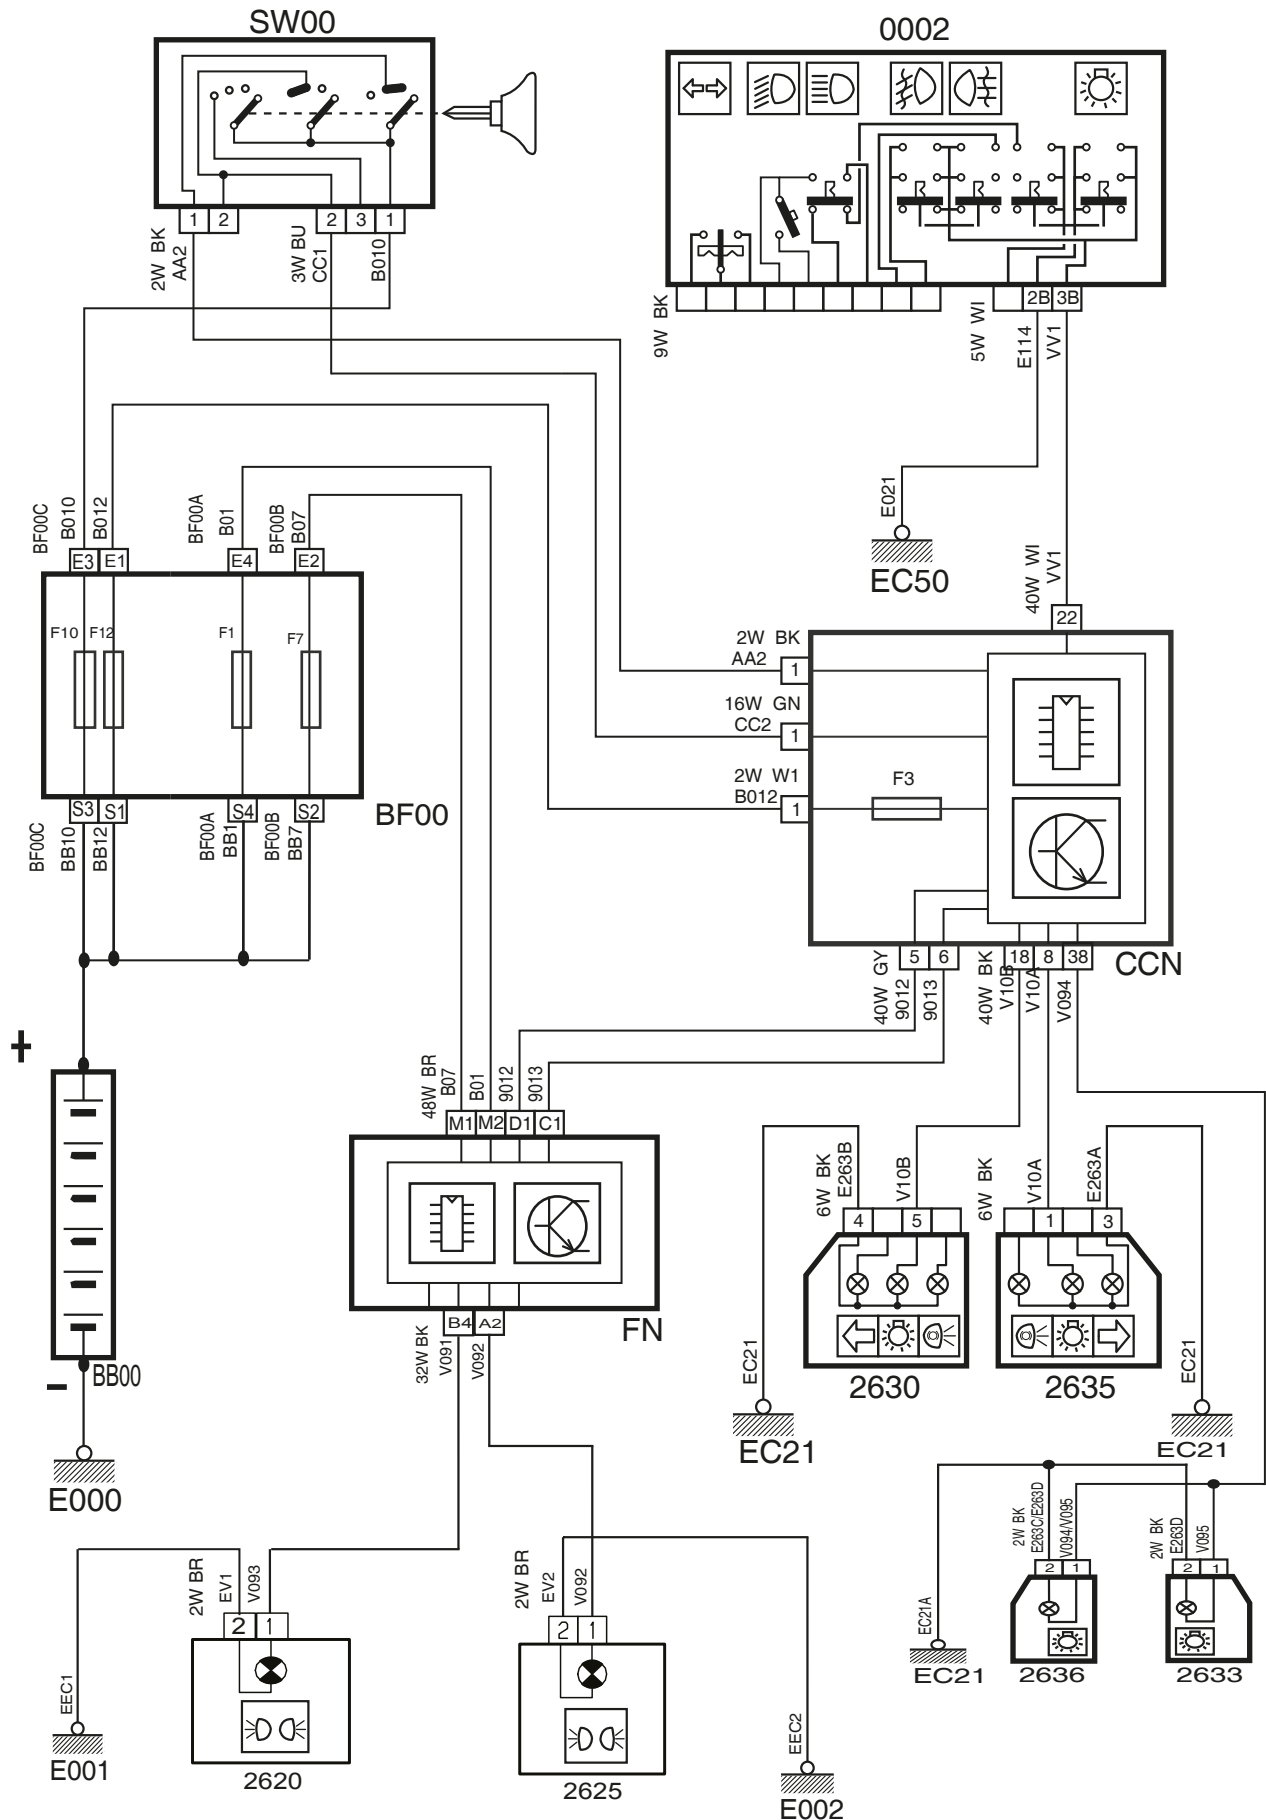 SW00
0002
1
2
2
3
1
2W BK
AA2
3W BU
CC1
B010
2B
3B
9W BK
5W WI
E114
VV1
E021
EC50
BF00C
B010
B012
BF00A
B01
BF00B
B07
E3
E1
E4
E2
F10
F12
F1
F7
S3
S1
S4
S2
BF00
BF00C
BB10
BB12
BF00A
BB1
BF00B
BB7
40W WI
VV1
22
2W BK
AA2
1
16W GN
CC2
1
2W W1
B012
1
F3
5
6
18
8
38
CCN
40W GY
9012
9013
40W BK
V10B
V10A
V094
+
-
BB00
E000
48W BR
B07
B01
9012
9013
M1
M2
D1
C1
FN
B4
A2
32W BK
V091
V092
6W BK
E263B
V10B
6W BK
V10A
E263A
4
5
1
3
2630
2635
EC21
EC21
EC21
EC21
2W BK
E263C/E263D
V094/V095
2W BK
E263D
V095
2
1
2
1
EC21A
EC21
2636
2633
2W BR
EV1
V093
2
1
EEC1
E001
2620
2W BR
EV2
V092
2
1
EEC2
E002
2625